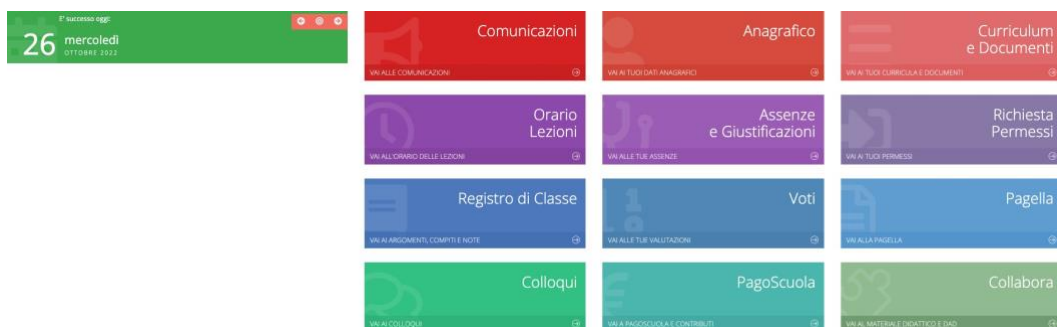 E' successo oggi:
26
mercoledì
OTTOBRE 2022
Comunicazioni
VAI ALLE COMUNICAZIONI
Anagrafico
VAI AI TUOI DATI ANAGRAFICI
Curriculum
e Documenti
VAI AI TUOI CURRICULA E DOCUMENTI
Orario
Lezioni
VAI ALL'ORARIO DELLE LEZIONI
Assenze
e Giustificazioni
VAI ALLE TUE ASSENZE
Richiesta
Permessi
VAI AI TUOI PERMESSI
Registro di Classe
VAI AI ARGOMENTI, COMPITI E NOTE
Voti
VAI ALLE TUE VALUTAZIONI
Pagella
VAI ALLA PAGELLA
Colloqui
VAI AI COLLOQUI
PagoScuola
VAI A PAGOSCUOLA E CONTRIBUTI
Collabora
VAI AL MATERIALE DIDATTICO E DAD